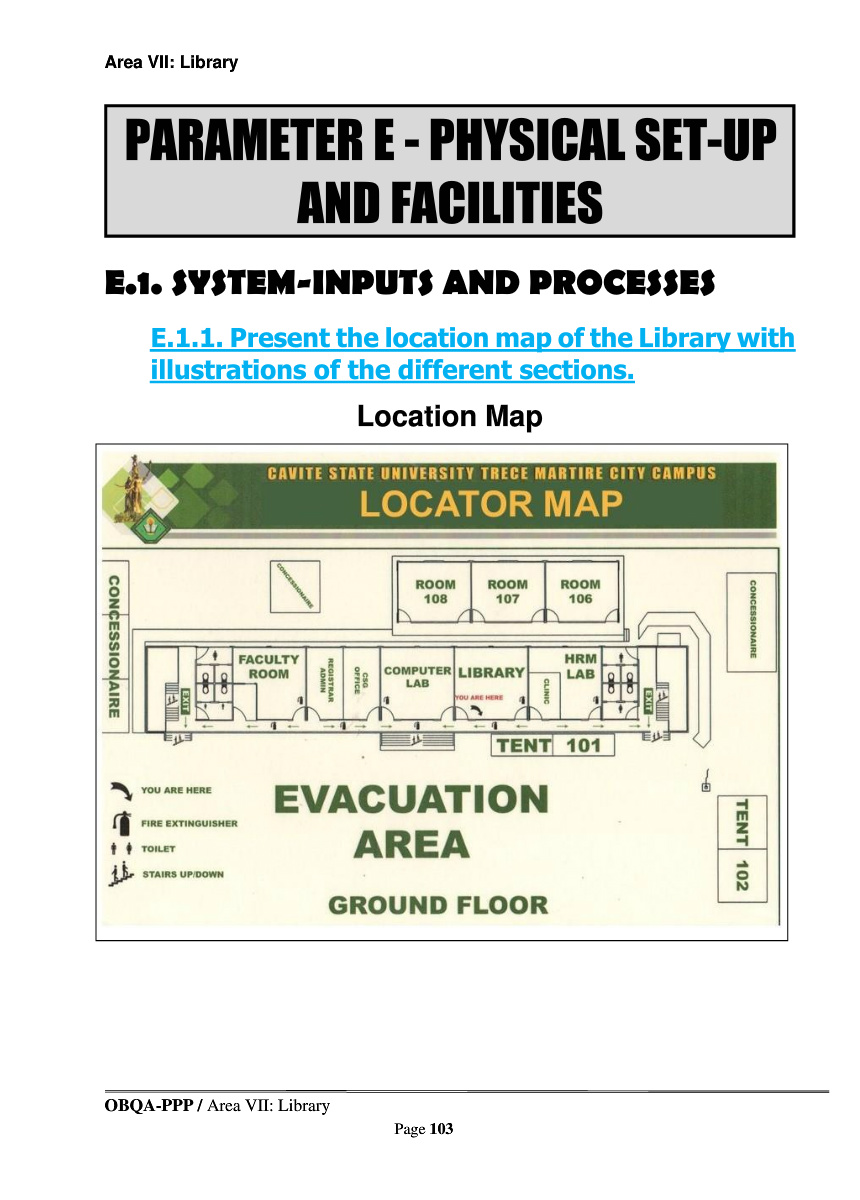 Area VII: Library
PARAMETER E - PHYSICAL SET-UP
AND FACILITIES
E.1. SYSTEM-INPUTS AND PROCESSES
E.1.1. Present the location map of the Library with
illustrations of the different sections.
Location Map
CAVITE STATE UNIVERSITY TRECE MARTIRE CITY CAMPUS
LOCATOR MAP
CONCESSIONAIRE
CONCESSIONAIRE
ROOM
108
ROOM
107
ROOM
106
CONCESSIONAIRE
FACULTY
ROOM
REGISTRAR
ADMIN
CSG
OFFICE
COMPUTER
LAB
LIBRARY
YOU ARE HERE
CLINIC
HRM
LAB
EXIT
EXIT
TENT 101
YOU ARE HERE
FIRE EXTINGUISHER
TOILET
STAIRS UP/DOWN
EVACUATION
AREA
GROUND FLOOR
TENT 102
OBQA-PPP / Area VII: Library
Page 103